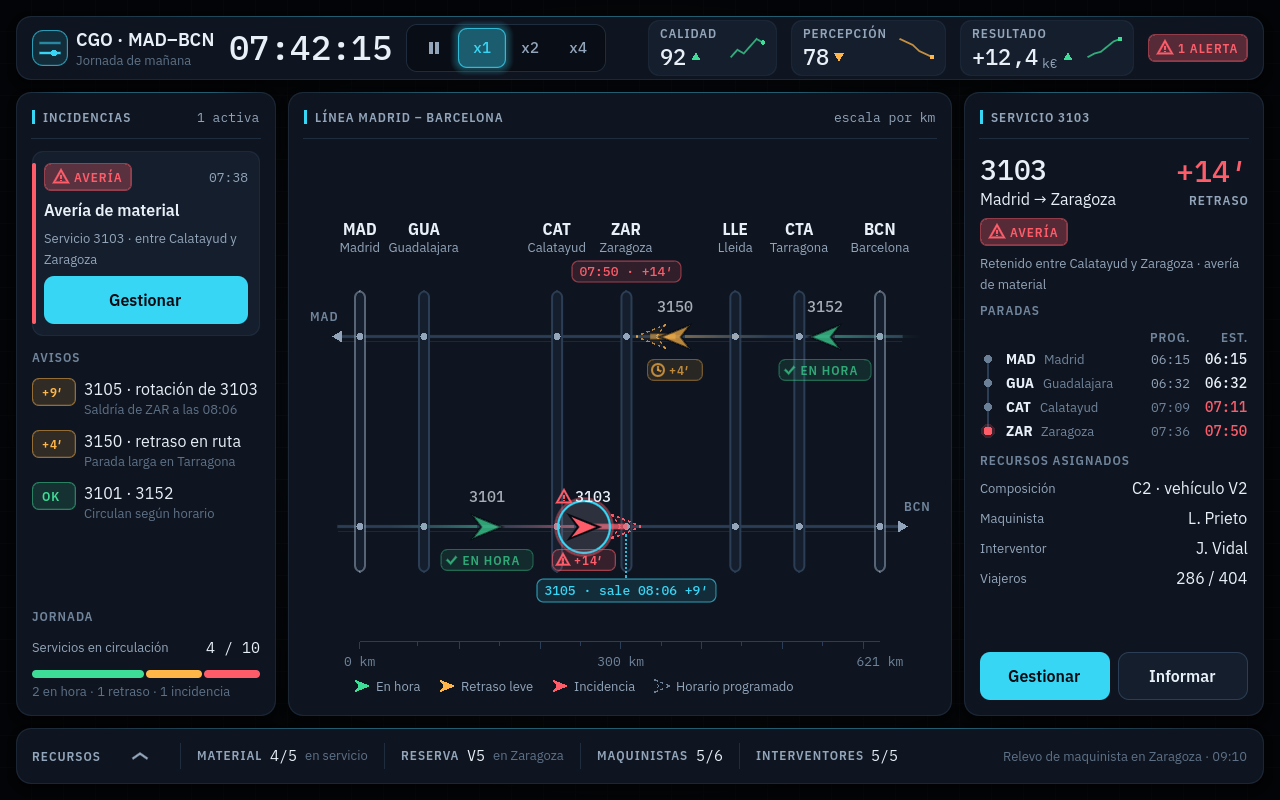 CGO · MAD–BCN
Jornada de mañana
07:42:15
x1
x2
x4
CALIDAD
92
PERCEPCIÓN
78
RESULTADO
+12,4 k€
1 ALERTA
INCIDENCIAS
1 activa
AVERÍA
07:38
Avería de material
Servicio 3103 · entre Calatayud y
Zaragoza
Gestionar
AVISOS
+9′
3105 · rotación de 3103
Saldría de ZAR a las 08:06
+4′
3150 · retraso en ruta
Parada larga en Tarragona
OK
3101 · 3152
Circulan según horario
JORNADA
Servicios en circulación
4 / 10
2 en hora · 1 retraso · 1 incidencia
LÍNEA MADRID – BARCELONA
escala por km
MAD GUA CAT ZAR LLE CTA BCN
Madrid Guadalajara Calatayud Zaragoza Lleida Tarragona Barcelona
07:50 · +14′
3150
3152
MAD
+4′
EN HORA
3101
3103
BCN
EN HORA
+14′
3105 · sale 08:06 +9′
0 km
300 km
621 km
En hora
Retraso leve
Incidencia
Horario programado
SERVICIO 3103
3103
+14′
Madrid → Zaragoza
RETRASO
AVERÍA
Retenido entre Calatayud y Zaragoza · avería
de material
PARADAS
PROG. EST.
MAD Madrid 06:15 06:15
GUA Guadalajara 06:32 06:32
CAT Calatayud 07:09 07:11
ZAR Zaragoza 07:36 07:50
RECURSOS ASIGNADOS
Composición C2 · vehículo V2
Maquinista L. Prieto
Interventor J. Vidal
Viajeros 286 / 404
Gestionar
Informar
RECURSOS
MATERIAL 4/5 en servicio
RESERVA V5 en Zaragoza
MAQUINISTAS 5/6
INTERVENTORES 5/5
Relevo de maquinista en Zaragoza · 09:10